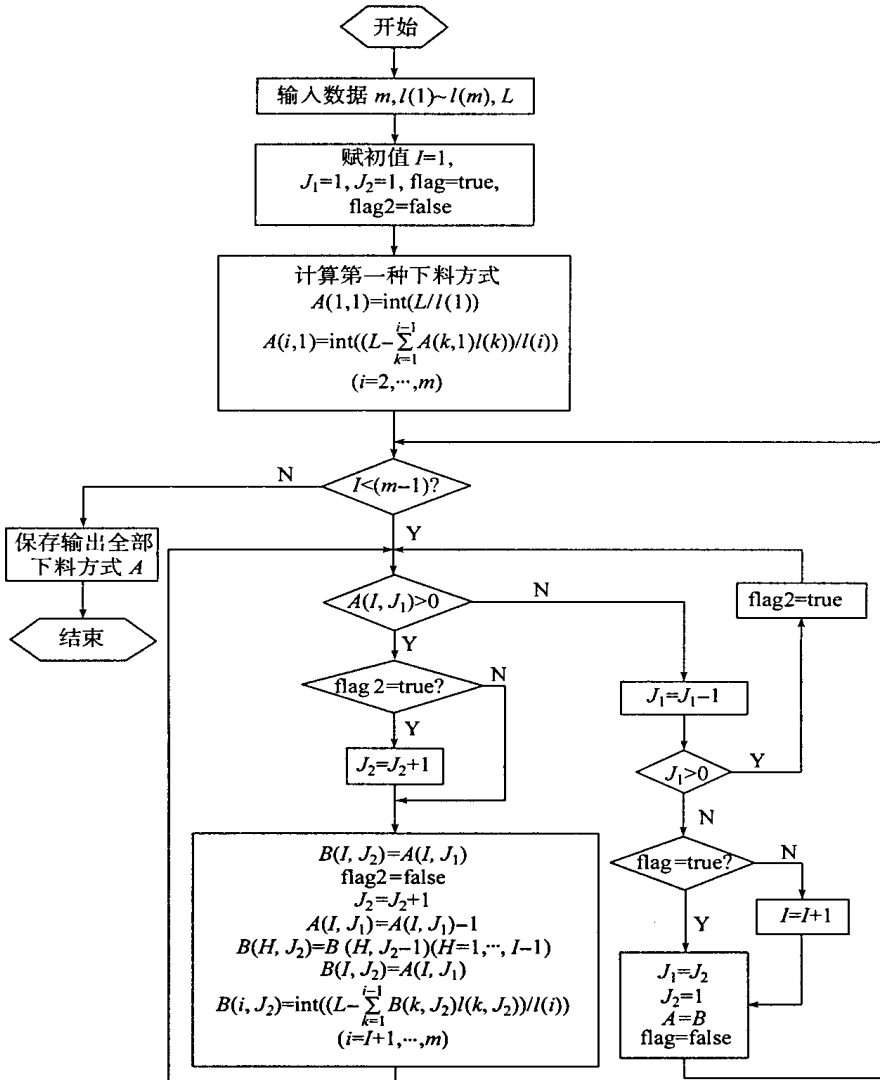 开始
输入数据 m, l(1)~l(m), L
赋初值 I=1,
J₁=1, J₂=1, flag=true,
flag2=false
计算第一种下料方式
A(1,1)=int(L/l(1))
A(i,1)=int((L-∑_{k=1}^{i-1}A(k,1)l(k))/l(i))
(i=2,⋯,m)
I<(m-1)?
N
Y
保存输出全部
下料方式 A
结束
A(I, J₁)>0
N
Y
flag2=true
flag 2=true?
N
Y
J₂=J₂+1
J₁=J₁-1
J₁>0
Y
N
flag=true?
N
Y
I=I+1
B(I, J₂)=A(I, J₁)
flag2=false
J₂=J₂+1
A(I, J₁)=A(I, J₁)-1
B(H, J₂)=B (H, J₂-1)(H=1,⋯, I-1)
B(I, J₂)=A(I, J₁)
B(i, J₂)=int((L-∑_{k=1}^{i-1}B(k, J₂)l(k, J₂))/l(i))
(i=I+1,⋯,m)
J₁=J₂
J₂=1
A=B
flag=false